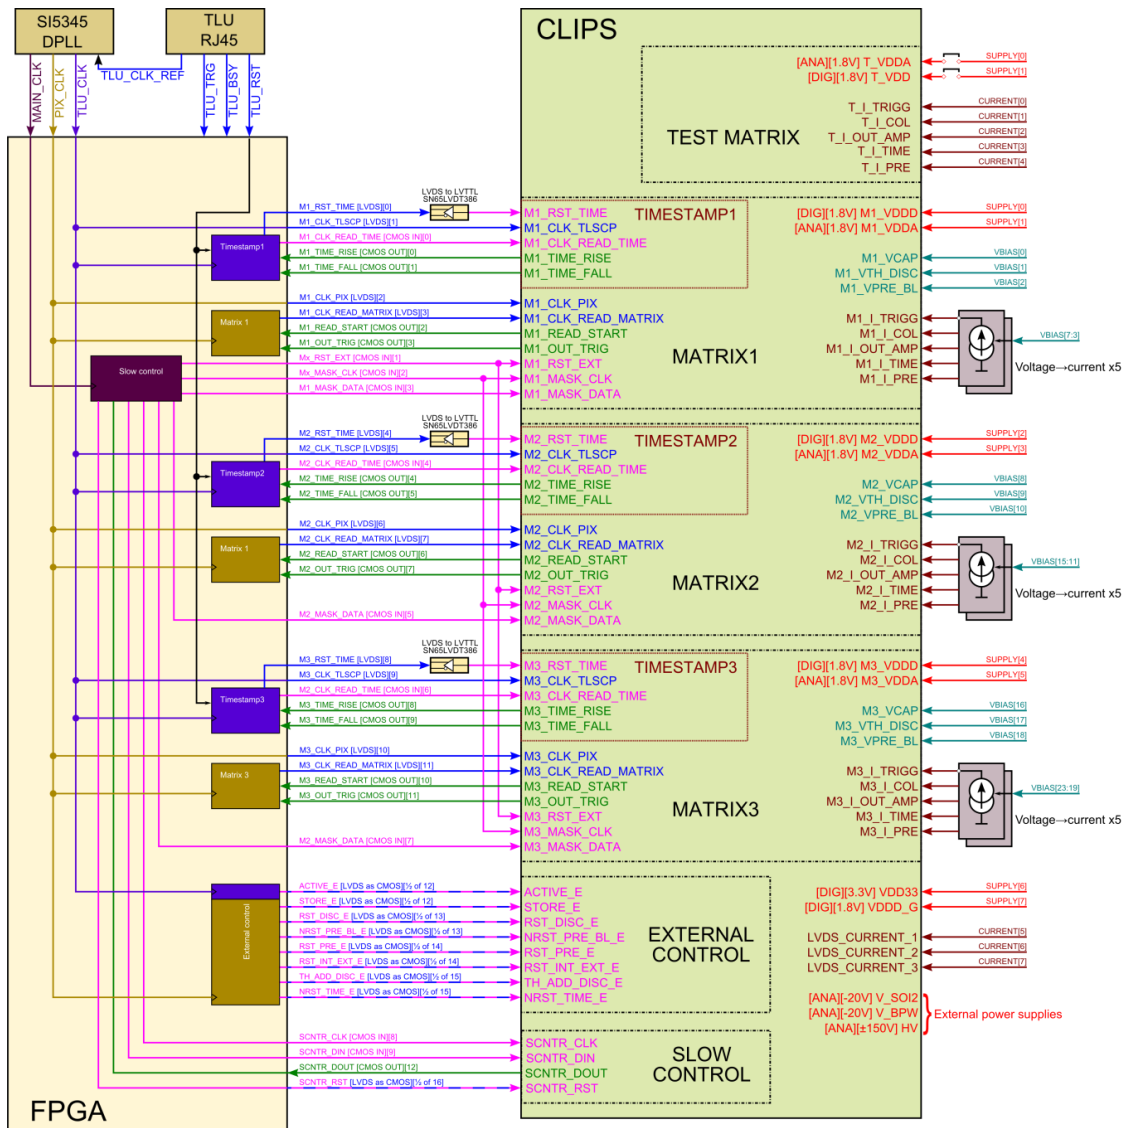 SI5345
DPLL
TLU
RJ45
TLU_CLK_REF
MAIN_CLK
PIX_CLK
TLU_CLK
TLU_TRG
TLU_BSY
TLU_RST
CLIPS
TEST MATRIX
[ANA][1.8V] T_VDDA
SUPPLY[0]
[DIG][1.8V] T_VDD
SUPPLY[1]
T_I_TRIGG
CURRENT[0]
T_I_COL
CURRENT[1]
T_I_OUT_AMP
CURRENT[2]
T_I_TIME
CURRENT[3]
T_I_PRE
CURRENT[4]
LVDS to LVTTL
SN65LVDT386
Timestamp1
M1_RST_TIME [LVDS][0]
M1_CLK_TLSCP [LVDS][1]
M1_CLK_READ_TIME [CMOS IN][0]
M1_TIME_RISE [CMOS OUT][0]
M1_TIME_FALL [CMOS OUT][1]
M1_RST_TIME
M1_CLK_TLSCP
M1_CLK_READ_TIME
M1_TIME_RISE
M1_TIME_FALL
TIMESTAMP1
[DIG][1.8V] M1_VDDD
SUPPLY[0]
[ANA][1.8V] M1_VDDA
SUPPLY[1]
M1_VCAP
VBIAS[0]
M1_VTH_DISC
VBIAS[1]
M1_VPRE_BL
VBIAS[2]
Matrix 1
Slow control
M1_CLK_PIX [LVDS][2]
M1_CLK_READ_MATRIX [LVDS][3]
M1_READ_START [CMOS OUT][2]
M1_OUT_TRIG [CMOS OUT][3]
Mx_RST_EXT [CMOS IN][1]
Mx_MASK_CLK [CMOS IN][2]
M1_MASK_DATA [CMOS IN][3]
M1_CLK_PIX
M1_CLK_READ_MATRIX
M1_READ_START
M1_OUT_TRIG
M1_RST_EXT
M1_MASK_CLK
M1_MASK_DATA
MATRIX1
M1_I_TRIGG
M1_I_COL
M1_I_OUT_AMP
M1_I_TIME
M1_I_PRE
VBIAS[7:3]
Voltage→current x5
LVDS to LVTTL
SN65LVDT386
Timestamp2
M2_RST_TIME [LVDS][4]
M2_CLK_TLSCP [LVDS][5]
M2_CLK_READ_TIME [CMOS IN][4]
M2_TIME_RISE [CMOS OUT][4]
M2_TIME_FALL [CMOS OUT][5]
M2_RST_TIME
M2_CLK_TLSCP
M2_CLK_READ_TIME
M2_TIME_RISE
M2_TIME_FALL
TIMESTAMP2
[DIG][1.8V] M2_VDDD
SUPPLY[2]
[ANA][1.8V] M2_VDDA
SUPPLY[3]
M2_VCAP
VBIAS[8]
M2_VTH_DISC
VBIAS[9]
M2_VPRE_BL
VBIAS[10]
Matrix 1
M2_CLK_PIX [LVDS][6]
M2_CLK_READ_MATRIX [LVDS][7]
M2_READ_START [CMOS OUT][6]
M2_OUT_TRIG [CMOS OUT][7]
M2_MASK_DATA [CMOS IN][5]
M2_CLK_PIX
M2_CLK_READ_MATRIX
M2_READ_START
M2_OUT_TRIG
M2_RST_EXT
M2_MASK_CLK
M2_MASK_DATA
MATRIX2
M2_I_TRIGG
M2_I_COL
M2_I_OUT_AMP
M2_I_TIME
M2_I_PRE
VBIAS[15:11]
Voltage→current x5
LVDS to LVTTL
SN65LVDT386
Timestamp3
M3_RST_TIME [LVDS][8]
M3_CLK_TLSCP [LVDS][9]
M2_CLK_READ_TIME [CMOS IN][6]
M3_TIME_RISE [CMOS OUT][8]
M3_TIME_FALL [CMOS OUT][9]
M3_RST_TIME
M3_CLK_TLSCP
M3_CLK_READ_TIME
M3_TIME_RISE
M3_TIME_FALL
TIMESTAMP3
[DIG][1.8V] M3_VDDD
SUPPLY[4]
[ANA][1.8V] M3_VDDA
SUPPLY[5]
M3_VCAP
VBIAS[16]
M3_VTH_DISC
VBIAS[17]
M3_VPRE_BL
VBIAS[18]
Matrix 3
M3_CLK_PIX [LVDS][10]
M3_CLK_READ_MATRIX [LVDS][11]
M3_READ_START [CMOS OUT][10]
M3_OUT_TRIG [CMOS OUT][11]
M2_MASK_DATA [CMOS IN][7]
M3_CLK_PIX
M3_CLK_READ_MATRIX
M3_READ_START
M3_OUT_TRIG
M3_RST_EXT
M3_MASK_CLK
M3_MASK_DATA
MATRIX3
M3_I_TRIGG
M3_I_COL
M3_I_OUT_AMP
M3_I_TIME
M3_I_PRE
VBIAS[23:19]
Voltage→current x5
External control
ACTIVE_E [LVDS as CMOS][½ of 12]
STORE_E [LVDS as CMOS][½ of 12]
RST_DISC_E [LVDS as CMOS][½ of 13]
NRST_PRE_BL_E [LVDS as CMOS][½ of 13]
RST_PRE_E [LVDS as CMOS][½ of 14]
RST_INT_EXT_E [LVDS as CMOS][½ of 14]
TH_ADD_DISC_E [LVDS as CMOS][½ of 15]
NRST_TIME_E [LVDS as CMOS][½ of 15]
ACTIVE_E
STORE_E
RST_DISC_E
NRST_PRE_BL_E
RST_PRE_E
RST_INT_EXT_E
TH_ADD_DISC_E
NRST_TIME_E
EXTERNAL
CONTROL
[DIG][3.3V] VDD33
SUPPLY[6]
[DIG][1.8V] VDDD_G
SUPPLY[7]
LVDS_CURRENT_1
CURRENT[5]
LVDS_CURRENT_2
CURRENT[6]
LVDS_CURRENT_3
CURRENT[7]
[ANA][-20V] V_SOI2
[ANA][-20V] V_BPW
[ANA][±150V] HV
External power supplies
SCNTR_CLK [CMOS IN][8]
SCNTR_DIN [CMOS IN][9]
SCNTR_DOUT [CMOS OUT][12]
SCNTR_RST [LVDS as CMOS][½ of 16]
SCNTR_CLK
SCNTR_DIN
SCNTR_DOUT
SCNTR_RST
SLOW
CONTROL
FPGA